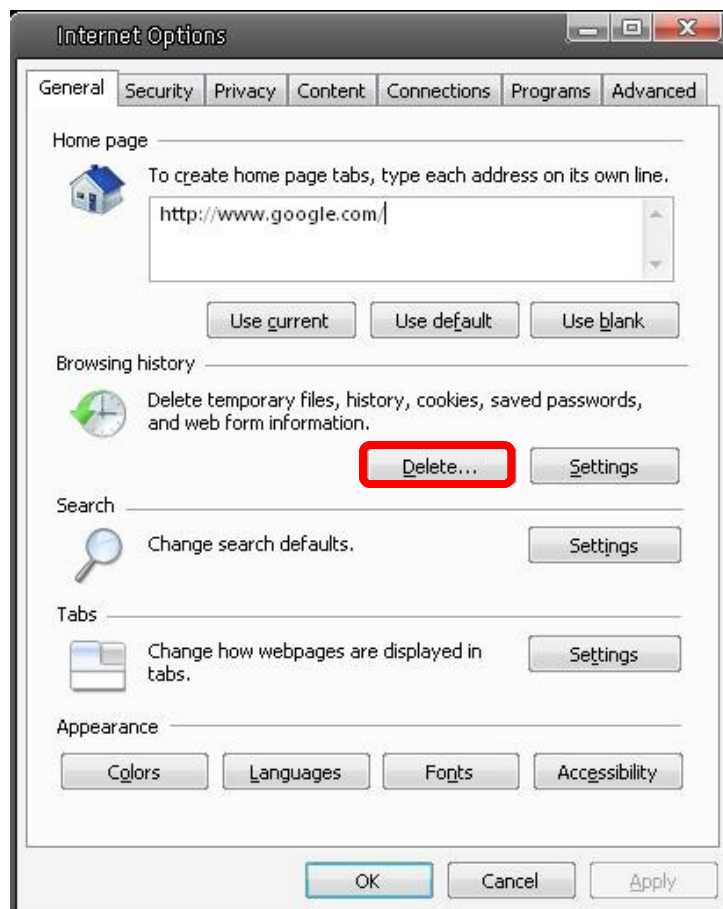 Internet Options
General Security Privacy Content Connections Programs Advanced
Home page
To create home page tabs, type each address on its own line.
http://www.google.com/
Use current Use default Use blank
Browsing history
Delete temporary files, history, cookies, saved passwords,
and web form information.
Delete... Settings
Search
Change search defaults.
Settings
Tabs
Change how webpages are displayed in
tabs.
Settings
Appearance
Colors Languages Fonts Accessibility
OK Cancel Apply